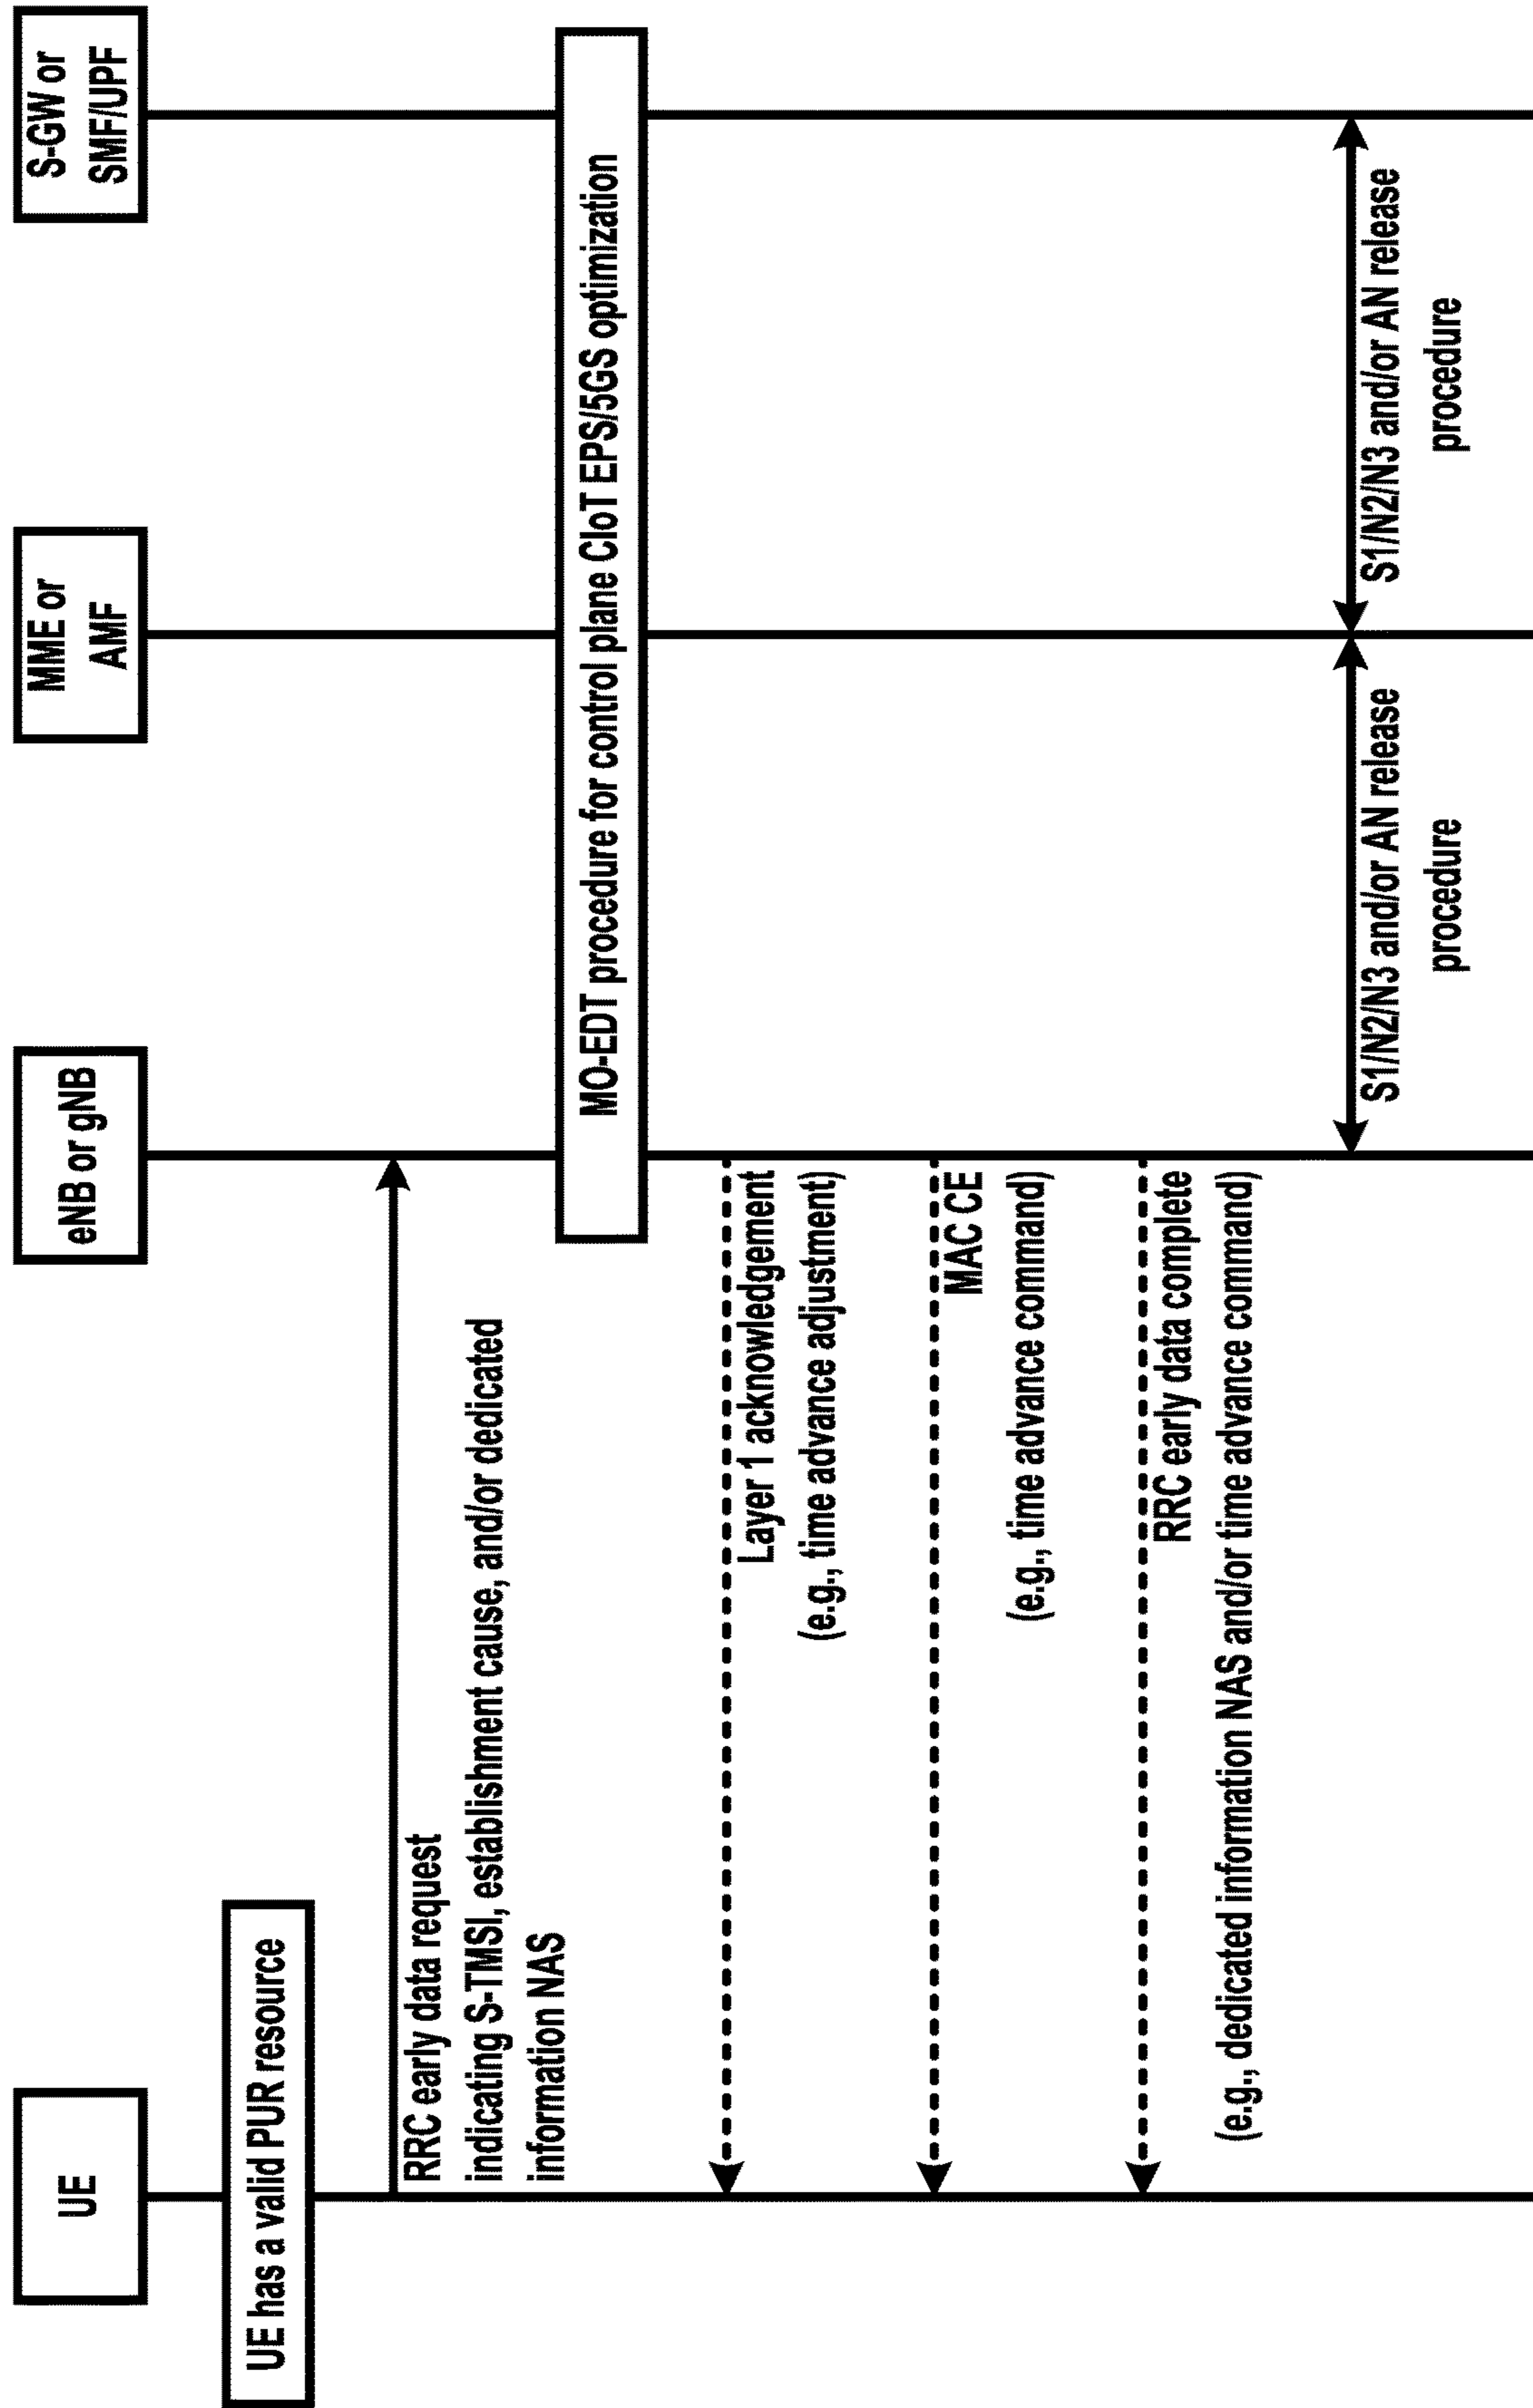 UE
eNB or gNB
MME or
AMF
S-GW or
SMF/UPF
UE has a valid PUR resource
RRC early data request
indicating S-TMSI, establishment cause, and/or dedicated
information NAS
MO-EDT procedure for control plane CIoT EPS/5GS optimization
Layer 1 acknowledgement
(e.g., time advance adjustment)
MAC CE
(e.g., time advance command)
RRC early data complete
(e.g., dedicated information NAS and/or time advance command)
S1/N2/N3 and/or AN release
procedure
S1/N2/N3 and/or AN release
procedure